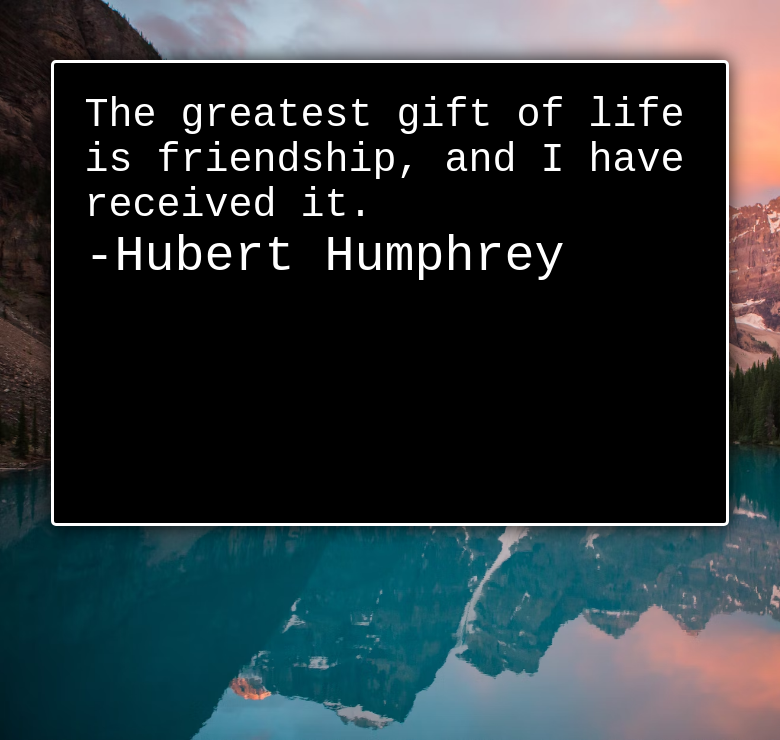 The greatest gift of life
is friendship, and I have
received it.
-Hubert Humphrey